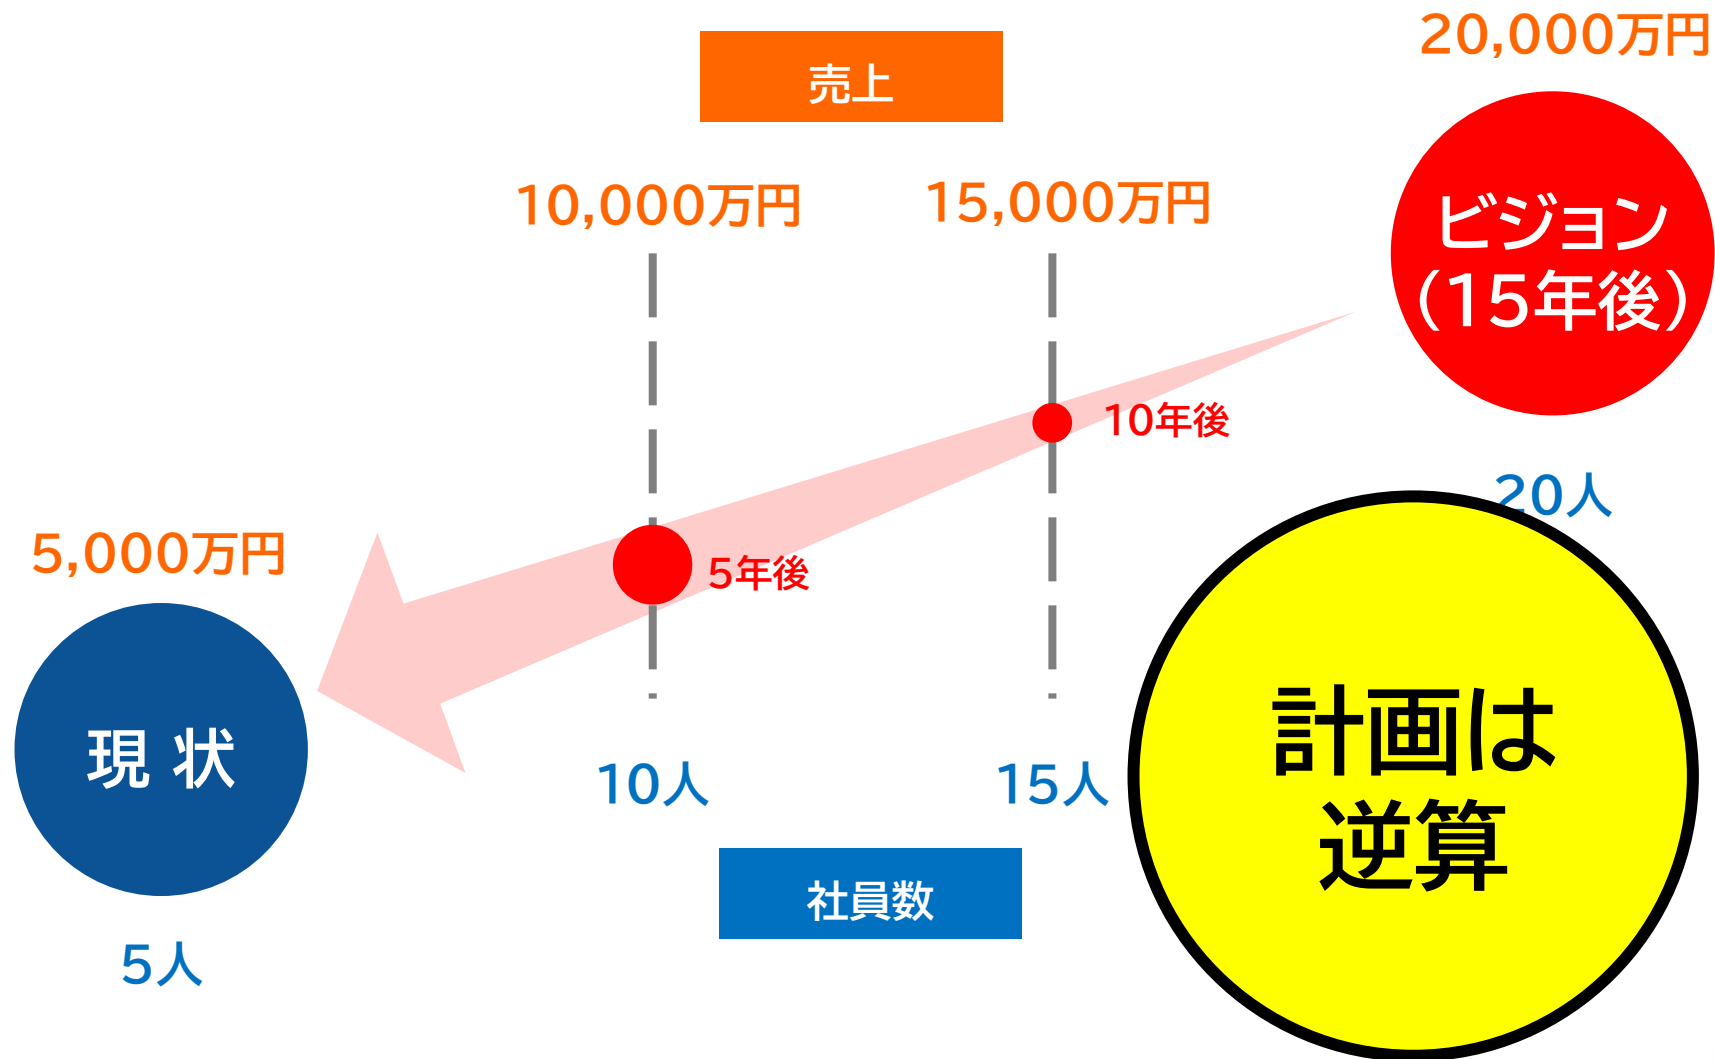 20,000万円
売上
10,000万円
15,000万円
ビジョン
(15年後)
10年後
20人
5,000万円
5年後
現 状
10人
15人
計画は
逆算
社員数
5人